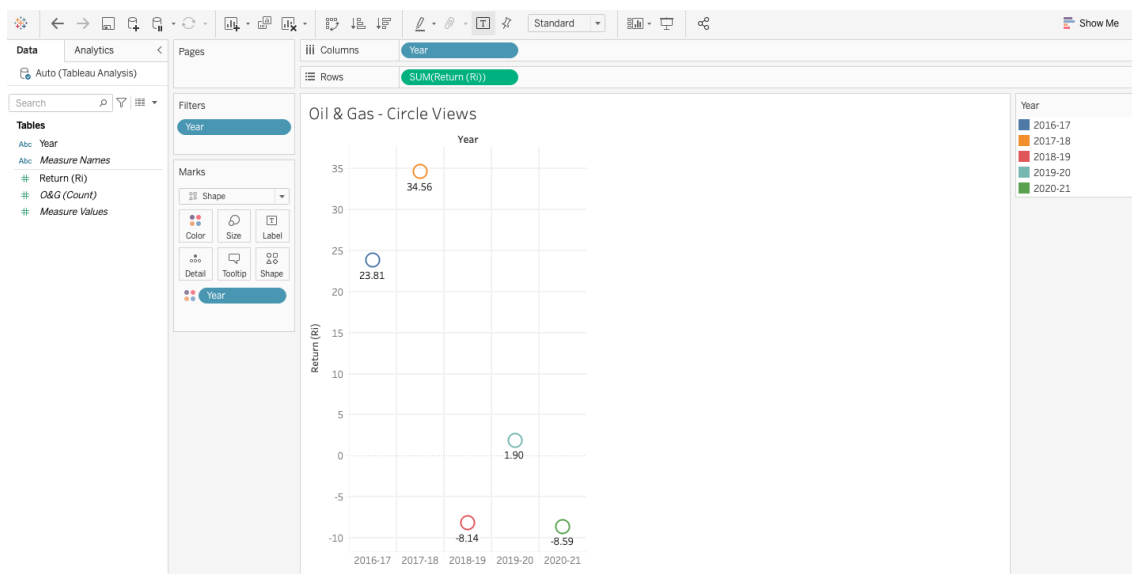 Standard
Show Me
Data
Analytics
Auto (Tableau Analysis)
Search
Tables
Abc Year
Abc Measure Names
# Return (Ri)
# O&G (Count)
# Measure Values
Pages
Filters
Year
Marks
Shape
Color Size Label
Detail Tooltip Shape
Year
Columns
Year
Rows
SUM(Return (Ri))
Oil & Gas - Circle Views
Year
35
34.56
30
25
23.81
20
15
Return (Ri)
10
5
0
1.90
-5
-8.14
-10
-8.59
2016-17 2017-18 2018-19 2019-20 2020-21
Year
2016-17
2017-18
2018-19
2019-20
2020-21